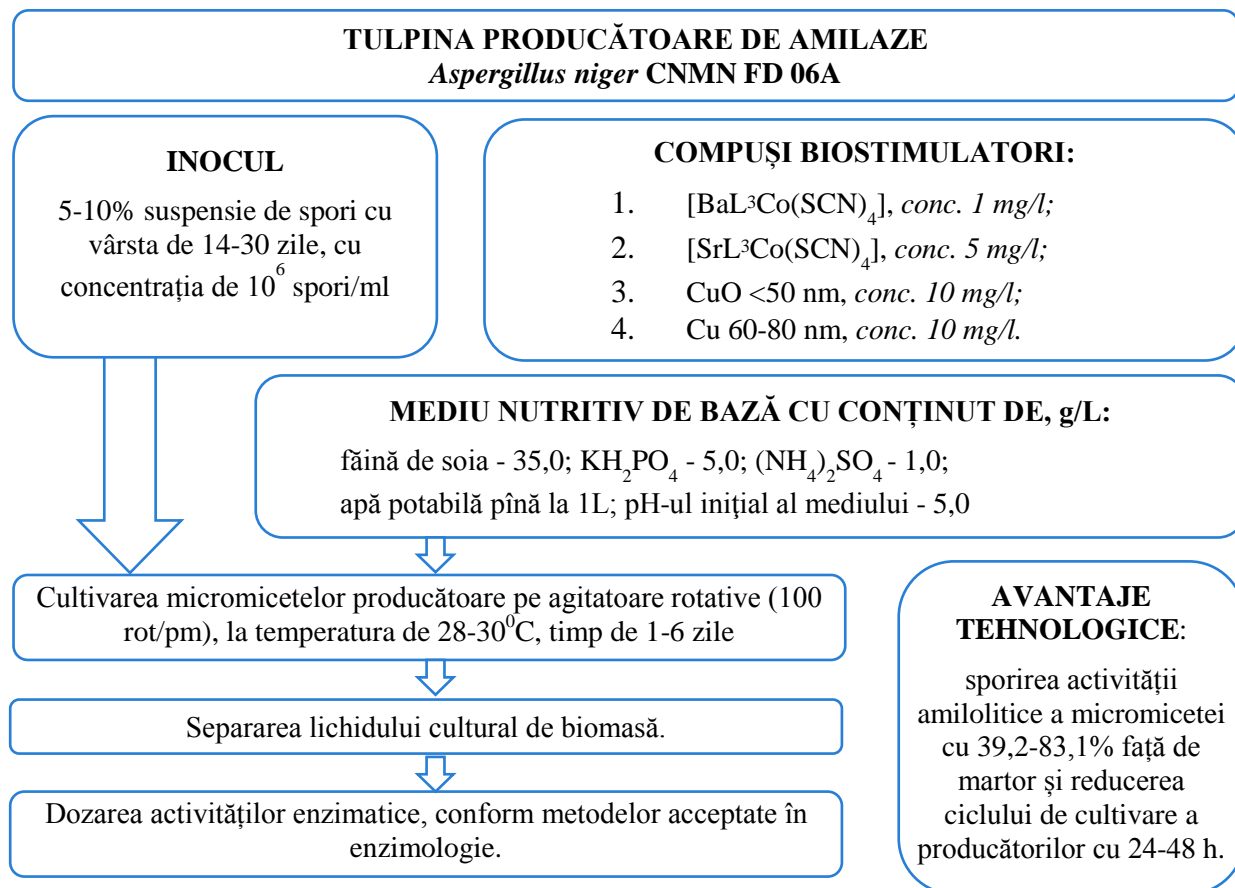 TULPINA PRODUCĂTOARE DE AMILAZE
Aspergillus niger CNMN FD 06A
INOCUL
5-10% suspensie de spori cu
vârsta de 14-30 zile, cu
concentrația de 10⁶ spori/ml
COMPUȘI BIOSTIMULATORI:
1. [BaL³Co(SCN)₄], conc. 1 mg/l;
2. [SrL³Co(SCN)₄], conc. 5 mg/l;
3. CuO <50 nm, conc. 10 mg/l;
4. Cu 60-80 nm, conc. 10 mg/l.
MEDIU NUTRITIV DE BAZĂ CU CONȚINUT DE, g/L:
făină de soia - 35,0; KH₂PO₄ - 5,0; (NH₄)₂SO₄ - 1,0;
apă potabilă pînă la 1L; pH-ul iniţial al mediului - 5,0
Cultivarea micromicetelor producătoare pe agitatoare rotative (100
rot/pm), la temperatura de 28-30⁰C, timp de 1-6 zile
Separarea lichidului cultural de biomasă.
Dozarea activităților enzimatice, conform metodelor acceptate în
enzimologie.
AVANTAJE
TEHNOLOGICE:
sporirea activității
amilolitice a micromicetei
cu 39,2-83,1% față de
martor și reducerea
ciclului de cultivare a
producătorilor cu 24-48 h.